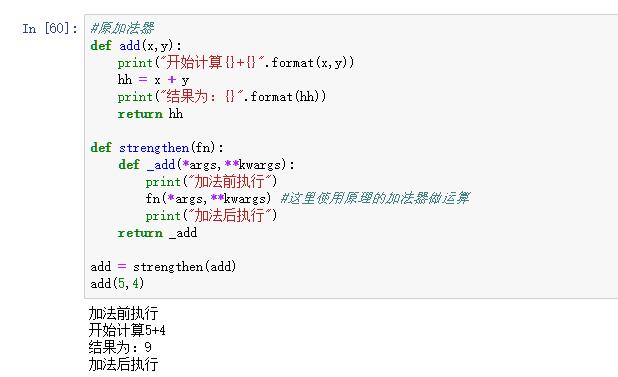 In [60]:
#原加法器
def add(x,y):
    print("开始计算{}+{}".format(x,y))
    hh = x + y
    print("结果为：{}".format(hh))
    return hh

def strengthen(fn):
    def _add(*args,**kwargs):
        print("加法前执行")
        fn(*args,**kwargs) #这里使用原理的加法器做运算
        print("加法后执行")
    return _add

add = strengthen(add)
add(5,4)
加法前执行
开始计算5+4
结果为：9
加法后执行